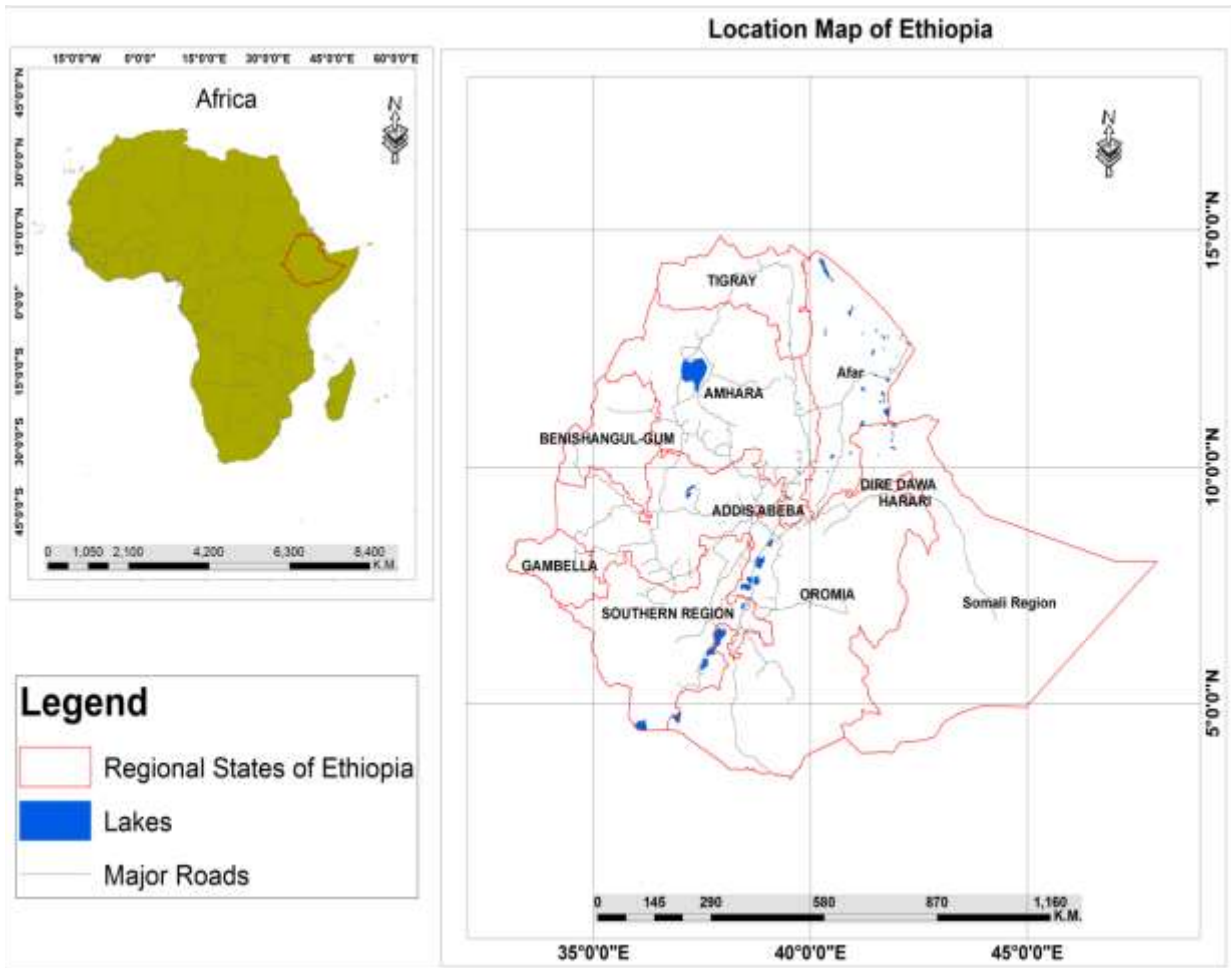 Location Map of Ethiopia
15°0'0"W 0°0'0" 15°0'0"E 30°0'0"E 45°0'0"E 60°0'0"E
Africa
N
45°0'0"N
30°0'0"N
15°0'0"N
0°0'0"
15°0'0"S
30°0'0"S
45°0'0"S
0 1,050 2,100 4,200 6,300 8,400
K.M.
N
15°0'0"N
10°0'0"N
5°0'0"N
TIGRAY
Afar
AMHARA
BENISHANGUL-GUM
DIRE DAWA
HARARI
ADDIS ABEBA
GAMBELLA
OROMIA
Somali Region
SOUTHERN REGION
0 145 290 580 870 1,160
K.M.
35°0'0"E 40°0'0"E 45°0'0"E
Legend
Regional States of Ethiopia
Lakes
Major Roads